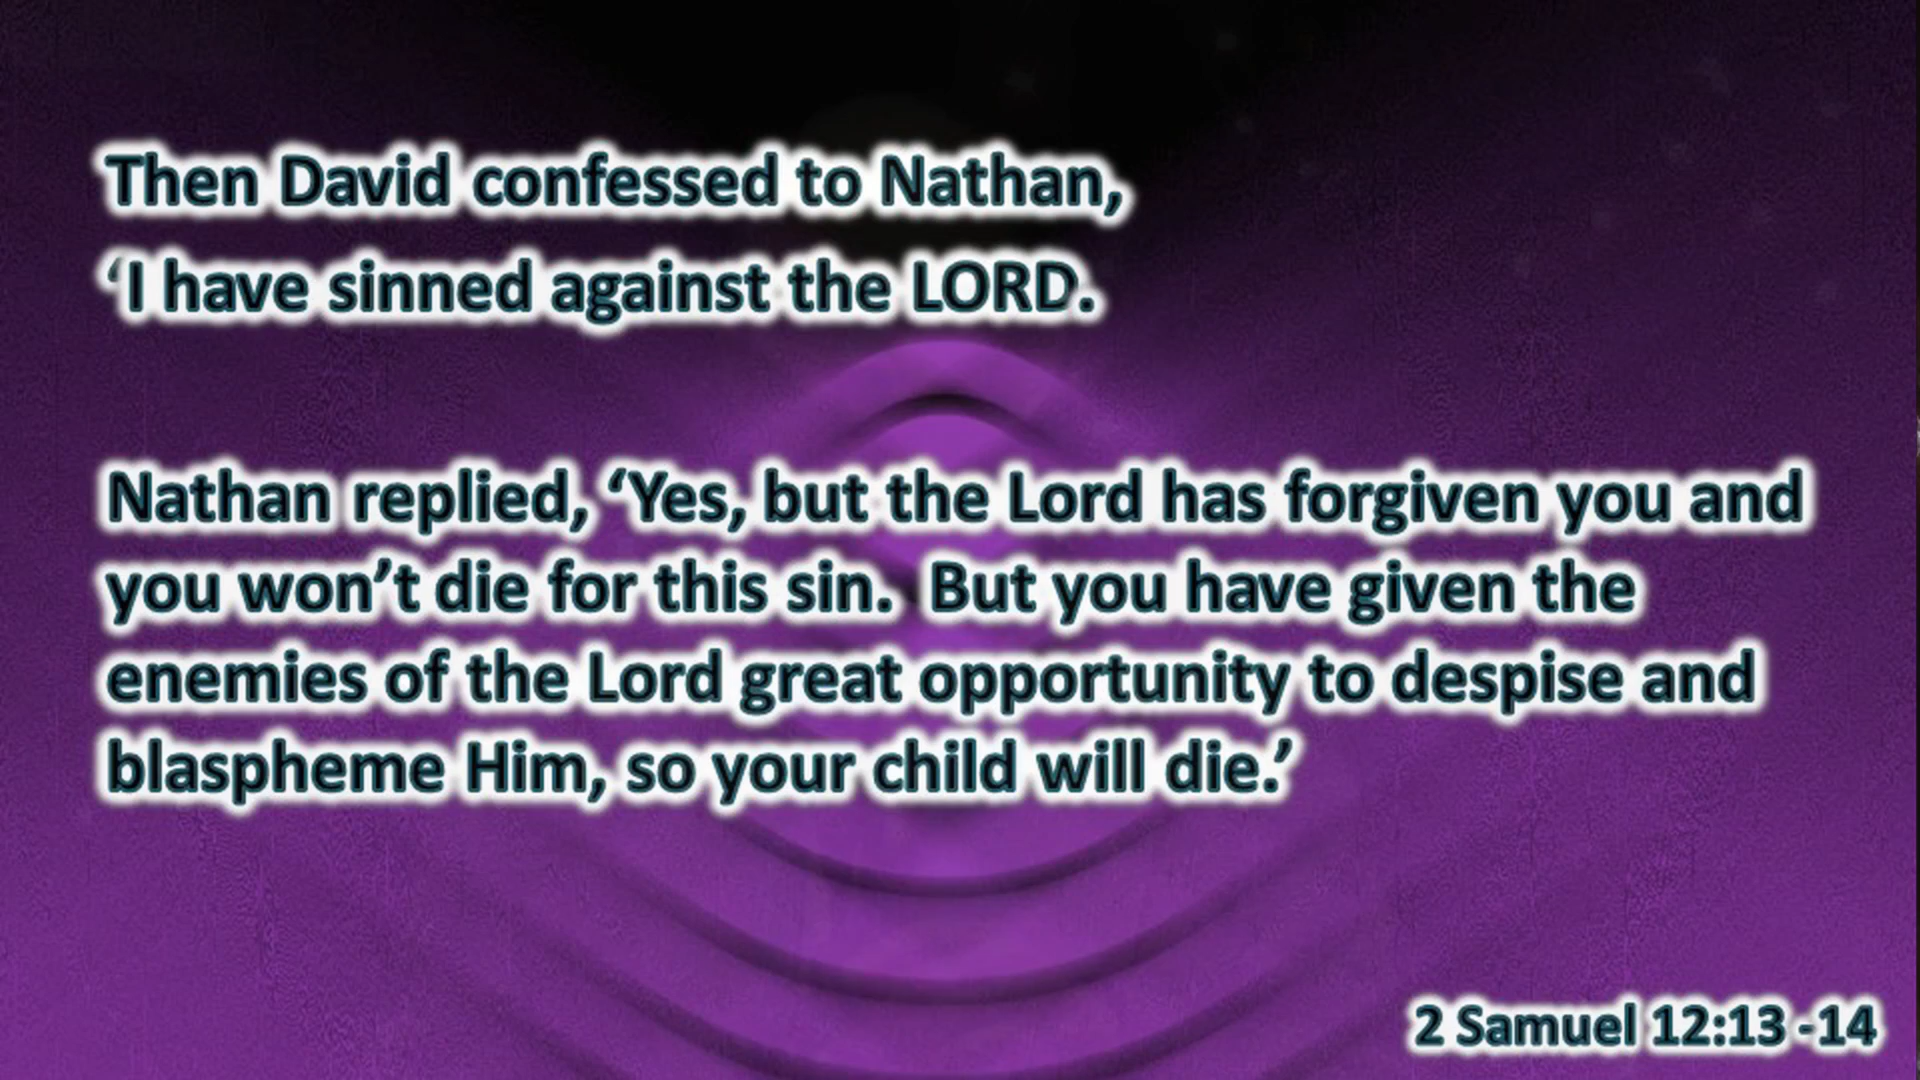 Then David confessed to Nathan,
‘I have sinned against the LORD.
Nathan replied, ‘Yes, but the Lord has forgiven you and
you won’t die for this sin.  But you have given the
enemies of the Lord great opportunity to despise and
blaspheme Him, so your child will die.’
2 Samuel 12:13 -14